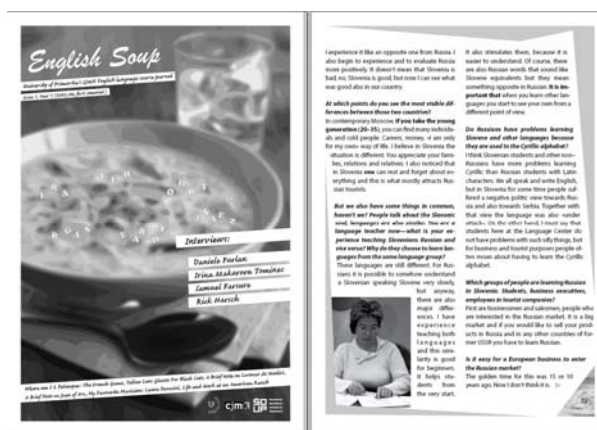 English Soup
University of Primorska's CJMSK English-language course journal
Interviews:
Daniele Furlan
Irina Makarova Tominec
Samuel Farsure
Rick Harsch
cjm
SO
UP
I experience it like an opposite one from Russia. I
also begin to experience and to evaluate Russia
more positively. It doesn't mean that Slovenia is
bad, no, Slovenia is good, but now I can see what
was good also in our country.
At which points do you see the most visible dif-
ferences between those two countries?
In contemporary Moscow, if you take the young
generation (20–35), you can find many individu-
als and cold people. Careers, money, »I am only
for my own« way of life. I believe in Slovenia the
situation is different. You appreciate your fami-
lies, relations and relatives. I also noticed that
in Slovenia one can rest and forget about ev-
erything and this is what mostly attracts Rus-
sian tourists.
But we also have some things in common,
haven't we? People talk about the Slavonic
soul, languages are also similar. You are a
language teacher now—what is your ex-
perience teaching Slovenians Russian and
vice versa? Why do they choose to learn lan-
guages from the same language group?
These languages are still different. For Rus-
sians it is possible to somehow understand
a Slovenian speaking Slovene very slowly,
but anyway,
there are also
major differ-
ences. I have
experience
teaching both
languages
and this simi-
larity is good
for beginners.
It helps stu-
dents from
the very start.
It also stimulates them, because it is
easier to understand. Of course, there
are also Russian words that sound like
Slovene equivalents but they mean
something opposite in Russian. It is im-
portant that when you learn other lan-
guages you start to see your own from a
different point of view.
Do Russians have problems learning
Slovene and other languages because
they are used to the Cyrillic alphabet?
I think Slovenian students and other non–
Russians have more problems learning
Cyrillic than Russian students with Latin
characters. We all speak and write English,
but in Slovenia for some time people suf-
fered a negative politic view towards Rus-
sia and also towards Serbia. Together with
that view the language was also »under
attack«. On the other hand, I must say that
students here at the Language Center do
not have problems with such silly things, but
for business and tourist purposes people of-
ten moan about having to learn the Cyrillic
alphabet.
Which groups of people are learning Russian
in Slovenia. Students, business executives,
employees in tourist companies?
First are businessmen and salesmen, people who
are interested in the Russian market. It is a big
market and if you would like to sell your prod-
ucts in Russia and in any other countries of for-
mer USSR you have to learn Russian.
Is it easy for a European business to enter
the Russian market?
The golden time for this was 15 or 10
years ago. Now I don't think it is.